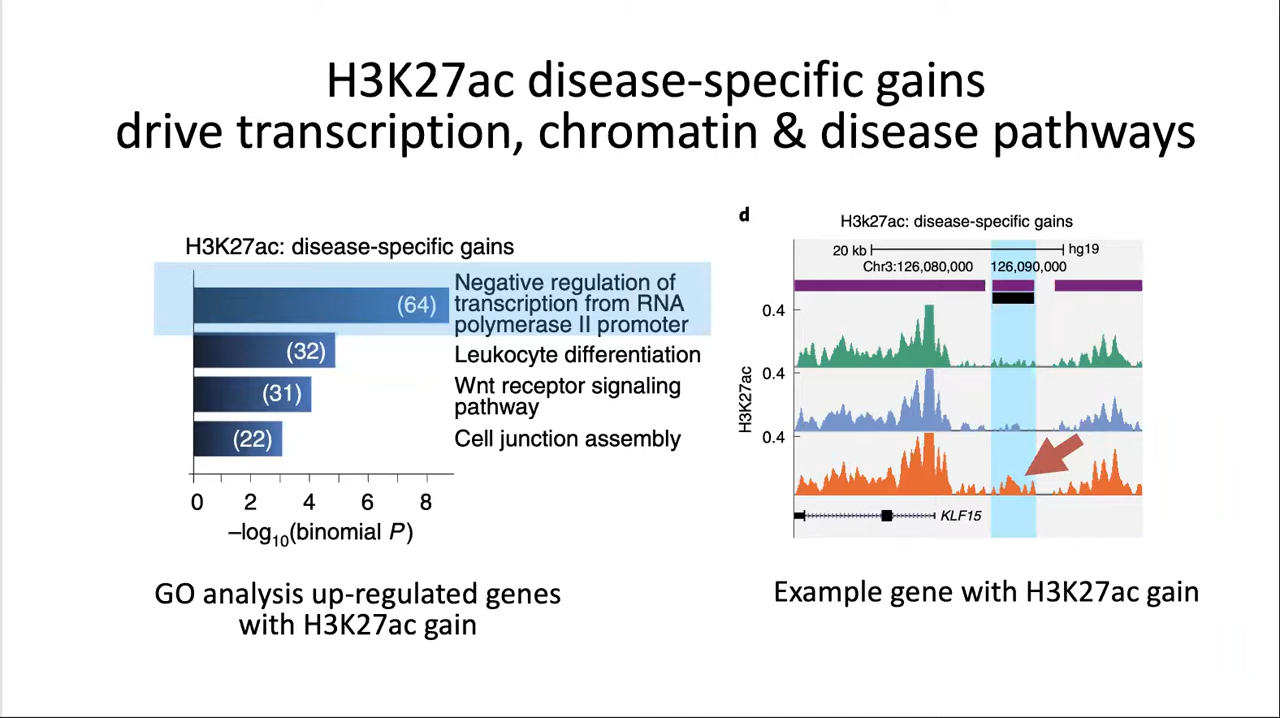 H3K27ac disease-specific gains
drive transcription, chromatin & disease pathways
H3K27ac: disease-specific gains
(64)
Negative regulation of
transcription from RNA
polymerase II promoter
(32)
Leukocyte differentiation
(31)
Wnt receptor signaling
pathway
(22)
Cell junction assembly
0 2 4 6 8
–log10(binomial P)
GO analysis up-regulated genes
with H3K27ac gain
d
H3k27ac: disease-specific gains
20 kb hg19
Chr3:126,080,000 126,090,000
0.4
0.4
0.4
H3K27ac
KLF15
Example gene with H3K27ac gain